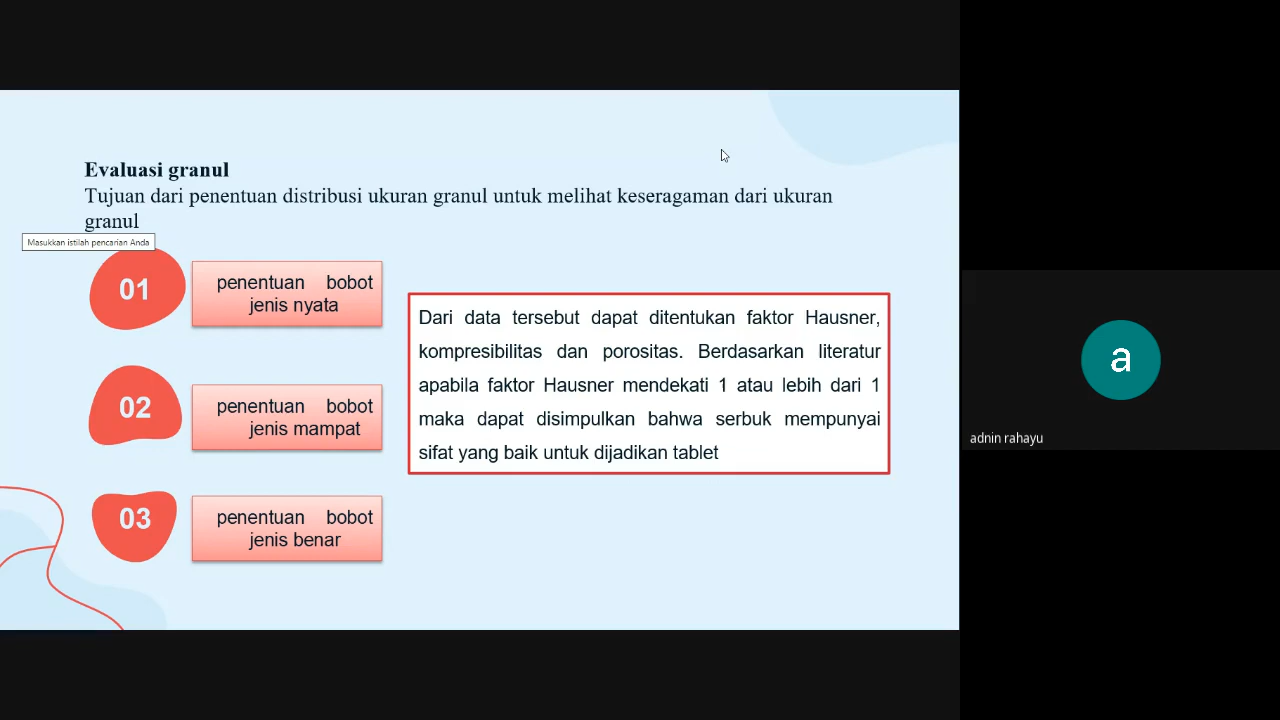 Evaluasi granul
Tujuan dari penentuan distribusi ukuran granul untuk melihat keseragaman dari ukuran
granul
Masukkan istilah pencarian Anda
01
penentuan bobot
jenis nyata
02
penentuan bobot
jenis mampat
03
penentuan bobot
jenis benar
Dari data tersebut dapat ditentukan faktor Hausner,
kompresibilitas dan porositas. Berdasarkan literatur
apabila faktor Hausner mendekati 1 atau lebih dari 1
maka dapat disimpulkan bahwa serbuk mempunyai
sifat yang baik untuk dijadikan tablet
a
adnin rahayu